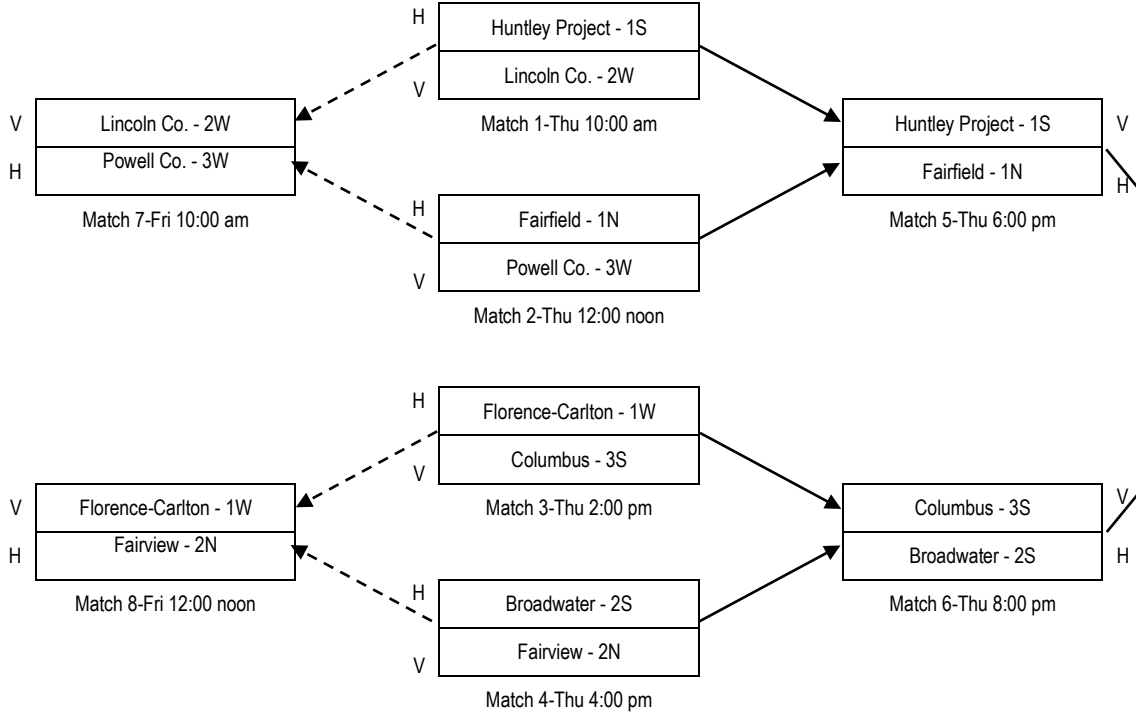 H
Huntley Project - 1S
V
Lincoln Co. - 2W
Match 1-Thu 10:00 am
V
Lincoln Co. - 2W
H
Powell Co. - 3W
Match 7-Fri 10:00 am
Huntley Project - 1S
V
Fairfield - 1N
H
Match 5-Thu 6:00 pm
H
Fairfield - 1N
V
Powell Co. - 3W
Match 2-Thu 12:00 noon
H
Florence-Carlton - 1W
V
Columbus - 3S
Match 3-Thu 2:00 pm
V
Florence-Carlton - 1W
H
Fairview - 2N
Match 8-Fri 12:00 noon
Columbus - 3S
V
Broadwater - 2S
H
Match 6-Thu 8:00 pm
H
Broadwater - 2S
V
Fairview - 2N
Match 4-Thu 4:00 pm